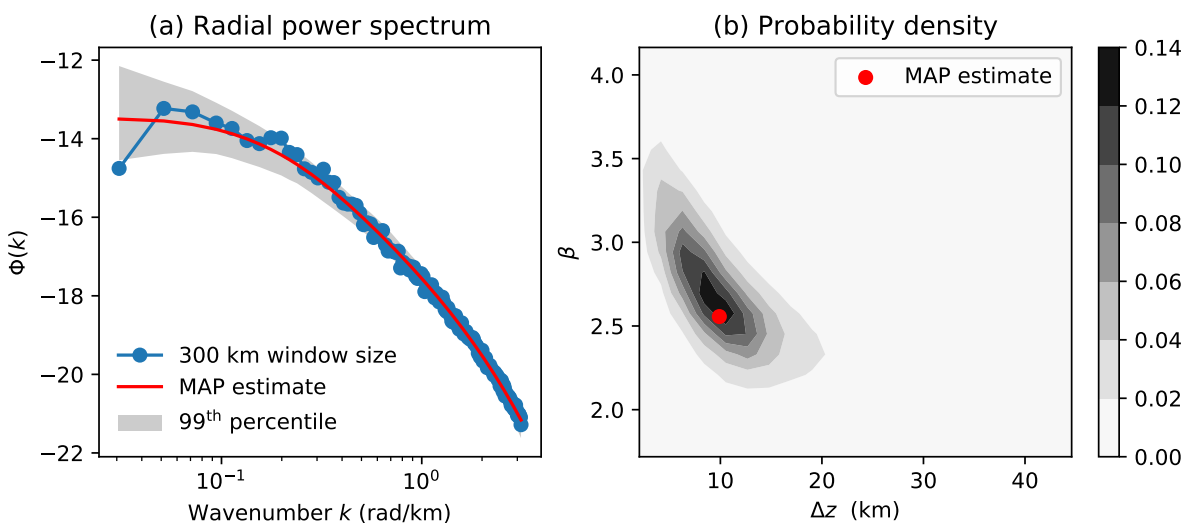 (a) Radial power spectrum
−12
−14
−16
−18
−20
−22
Φ(k)
10⁻¹
10⁰
Wavenumber k (rad/km)
300 km window size
MAP estimate
99ᵗʰ percentile
(b) Probability density
4.0
3.5
3.0
2.5
2.0
β
10
20
30
40
Δz (km)
MAP estimate
0.14
0.12
0.10
0.08
0.06
0.04
0.02
0.00